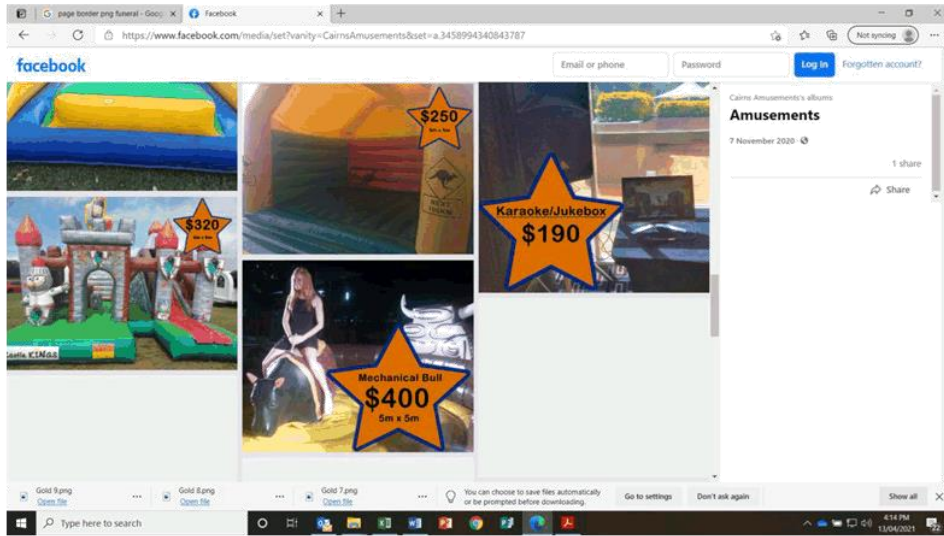 page border png funeral - Goog
Facebook
https://www.facebook.com/media/set?vanity=CairnsAmusements&set=a.3458994340843787
Not syncing
facebook
Email or phone
Password
Log In
Forgotten account?
$250
Karaoke/Jukebox
$190
$320
Castle KINGS
Mechanical Bull
$400
5m x 5m
Cairns Amusements's albums
Amusements
7 November 2020
1 share
Share
Gold 9.png
Open file
Gold 8.png
Open file
Gold 7.png
Open file
You can choose to save files automatically
or be prompted before downloading.
Go to settings
Don't ask again
Show all
Type here to search
4:14 PM
13/04/2021
22